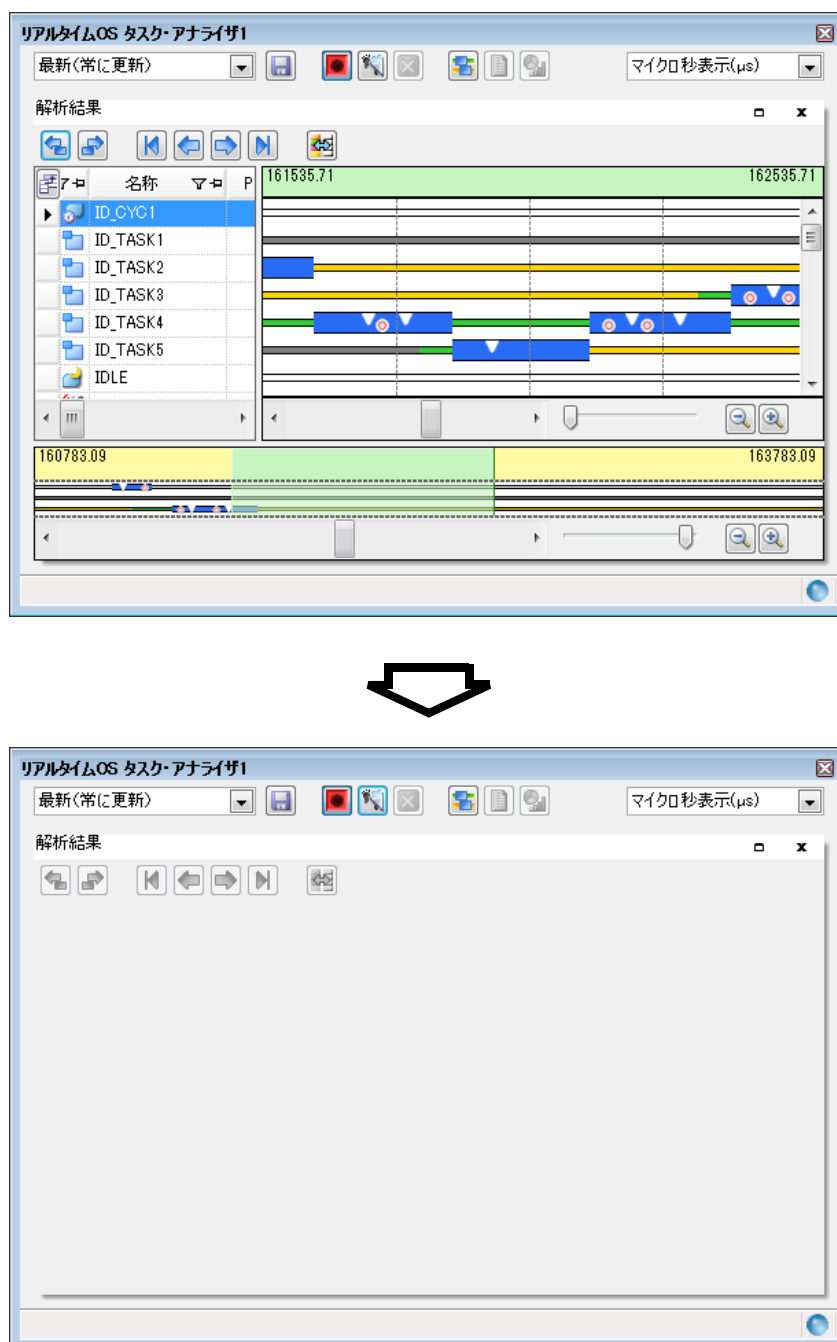 リアルタイムOS タスク・アナライザ1
最新(常に更新)
マイクロ秒表示(μs)
解析結果
ア 名称 P 161535.71 162535.71
ID_CYC1
ID_TASK1
ID_TASK2
ID_TASK3
ID_TASK4
ID_TASK5
IDLE
160783.09 163783.09
リアルタイムOS タスク・アナライザ1
最新(常に更新)
マイクロ秒表示(μs)
解析結果